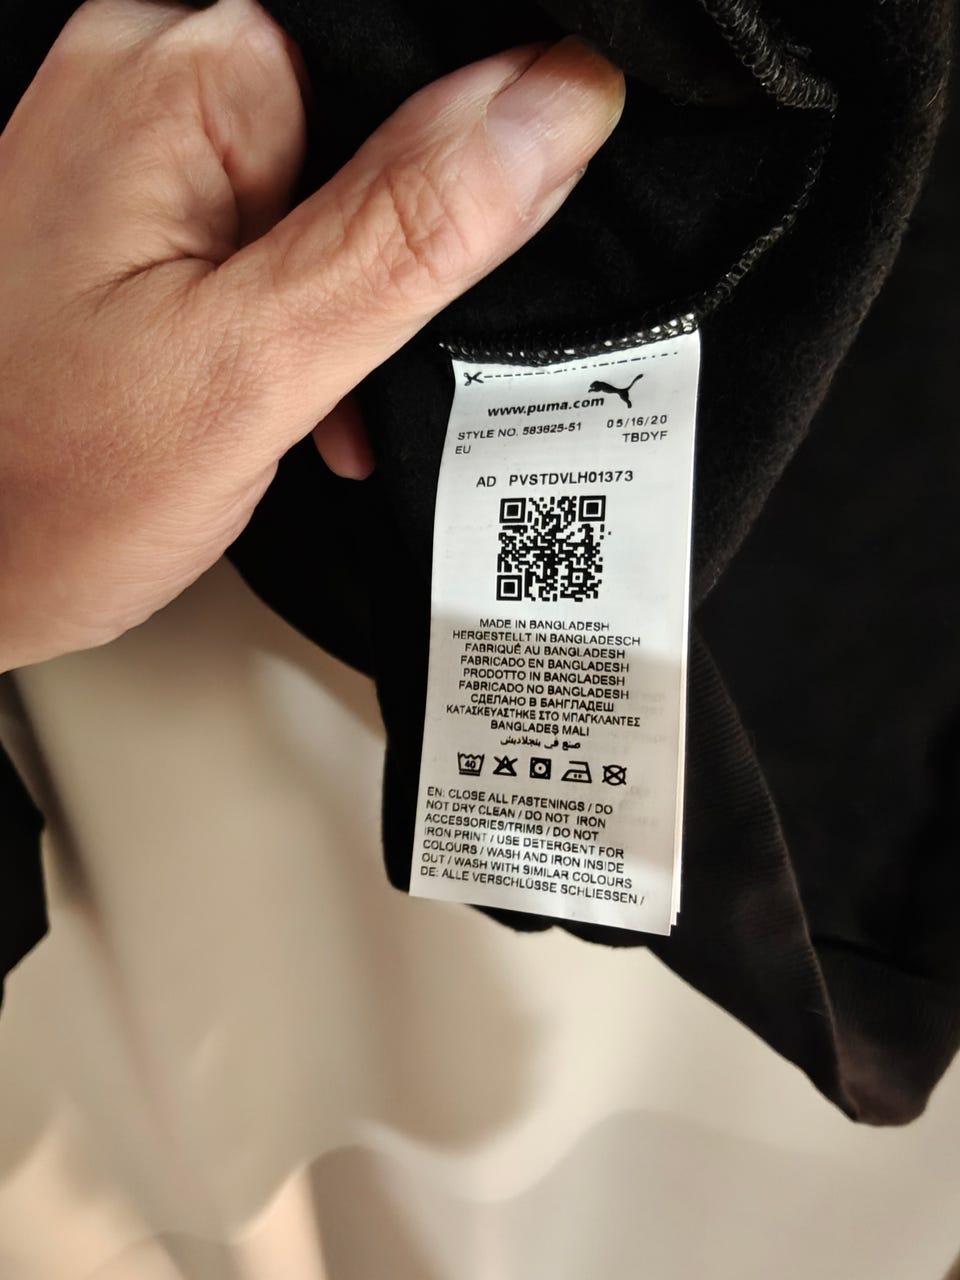 www.puma.com
STYLE NO. 583625-51 05/16/20
EU TBDYF
AD PVSTDVLH01373
MADE IN BANGLADESH
HERGESTELLT IN BANGLADESCH
FABRIQUÉ AU BANGLADESH
FABRICADO EN BANGLADESH
PRODOTTO IN BANGLADESH
FABRICADO NO BANGLADESH
СДЕЛАНО В БАНГЛАДЕШ
ΚΑΤΑΣΚΕΥΑΣΤΗΚΕ ΣΤΟ ΜΠΑΓΚΛΑΝΤΕΣ
BANGLADEŞ MALI
صنع في بنجلاديش
40
EN: CLOSE ALL FASTENINGS / DO
NOT DRY CLEAN / DO NOT IRON
ACCESSORIES/TRIMS / DO NOT
IRON PRINT / USE DETERGENT FOR
COLOURS / WASH AND IRON INSIDE
OUT / WASH WITH SIMILAR COLOURS
DE: ALLE VERSCHLÜSSE SCHLIESSEN /